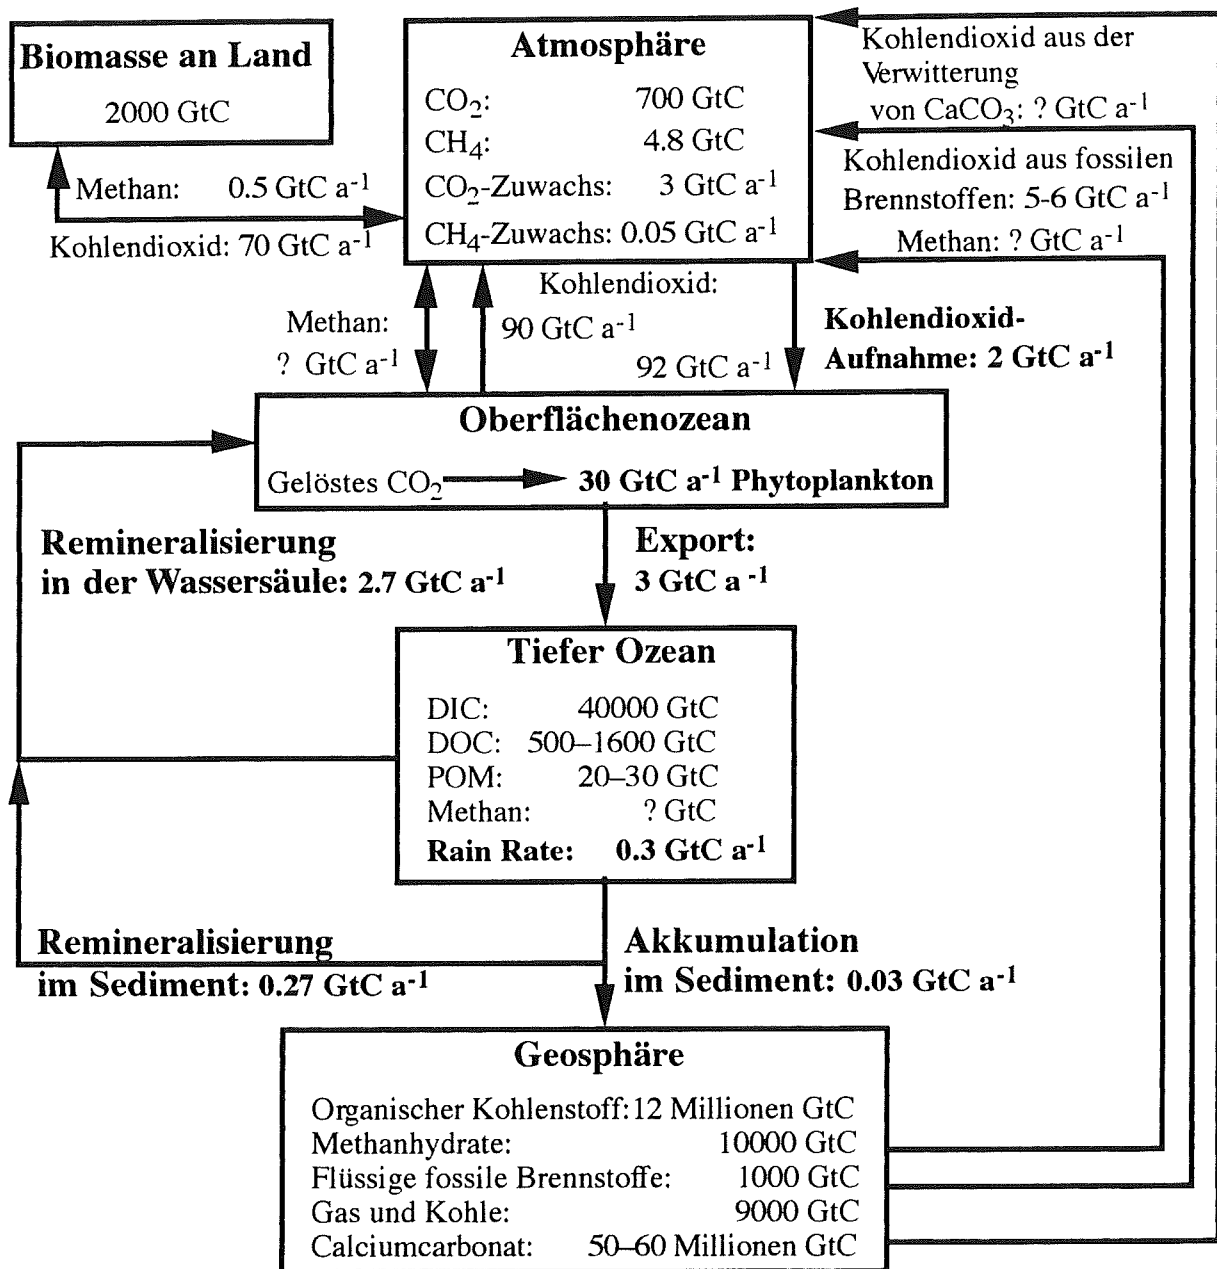 Biomasse an Land
2000 GtC
Atmosphäre
CO₂: 700 GtC
CH₄: 4.8 GtC
CO₂-Zuwachs: 3 GtC a⁻¹
CH₄-Zuwachs: 0.05 GtC a⁻¹
Kohlendioxid aus der
Verwitterung
von CaCO₃: ? GtC a⁻¹
Kohlendioxid aus fossilen
Brennstoffen: 5-6 GtC a⁻¹
Methan: ? GtC a⁻¹
Methan: 0.5 GtC a⁻¹
Kohlendioxid: 70 GtC a⁻¹
Methan:
? GtC a⁻¹
Kohlendioxid:
90 GtC a⁻¹
92 GtC a⁻¹
Kohlendioxid-
Aufnahme: 2 GtC a⁻¹
Oberflächenozean
Gelöstes CO₂ 30 GtC a⁻¹ Phytoplankton
Remineralisierung
in der Wassersäule: 2.7 GtC a⁻¹
Export:
3 GtC a⁻¹
Tiefer Ozean
DIC: 40000 GtC
DOC: 500–1600 GtC
POM: 20–30 GtC
Methan: ? GtC
Rain Rate: 0.3 GtC a⁻¹
Remineralisierung
im Sediment: 0.27 GtC a⁻¹
Akkumulation
im Sediment: 0.03 GtC a⁻¹
Geosphäre
Organischer Kohlenstoff: 12 Millionen GtC
Methanhydrate: 10000 GtC
Flüssige fossile Brennstoffe: 1000 GtC
Gas und Kohle: 9000 GtC
Calciumcarbonat: 50–60 Millionen GtC